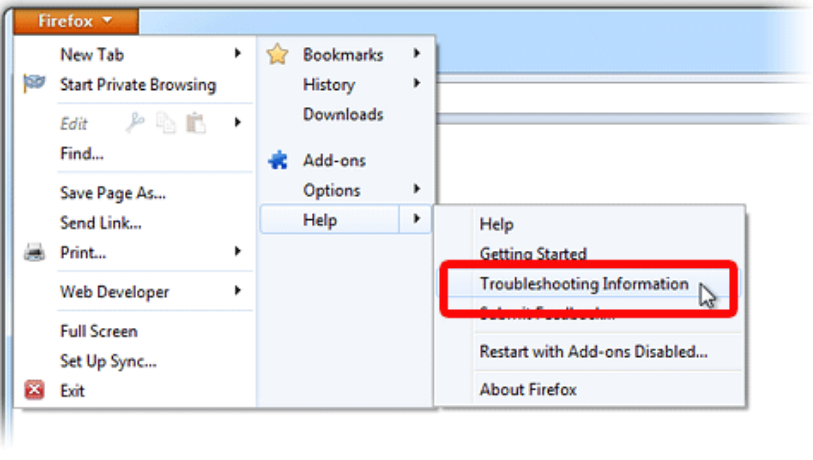 Firefox
New Tab
Start Private Browsing
Edit
Find...
Save Page As...
Send Link...
Print...
Web Developer
Full Screen
Set Up Sync...
Exit
Bookmarks
History
Downloads
Add-ons
Options
Help
Help
Getting Started
Troubleshooting Information
Submit Feedback...
Restart with Add-ons Disabled...
About Firefox